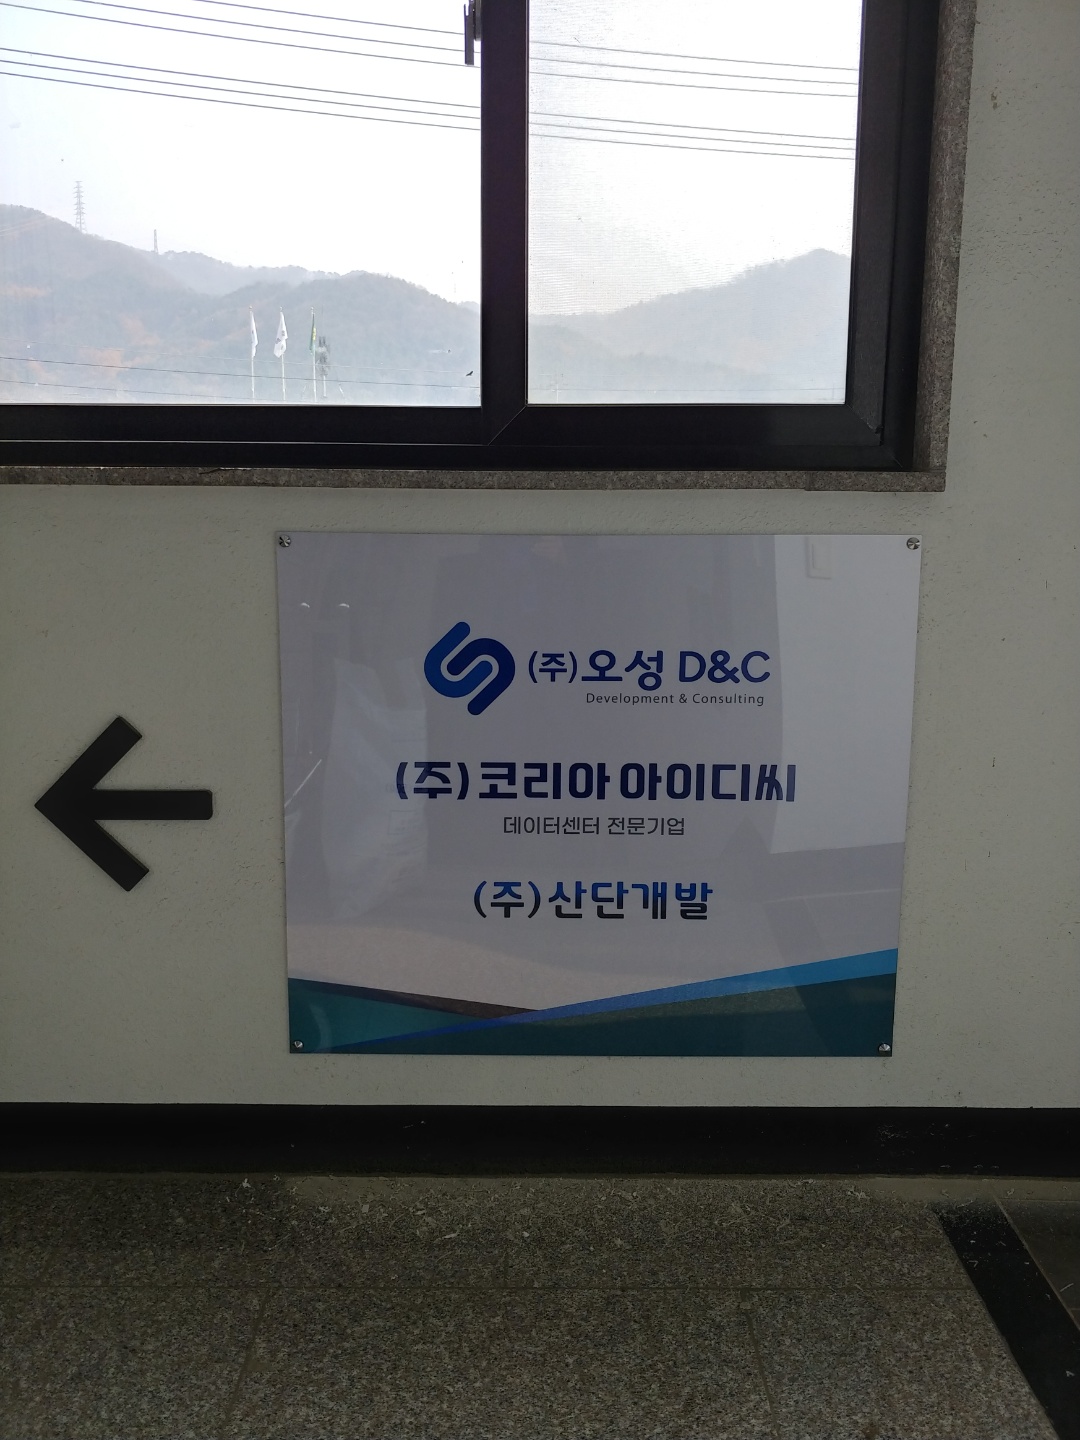 (주)오성 D&C
Development & Consulting
(주)코리아아이디씨
데이터센터 전문기업
(주)산단개발